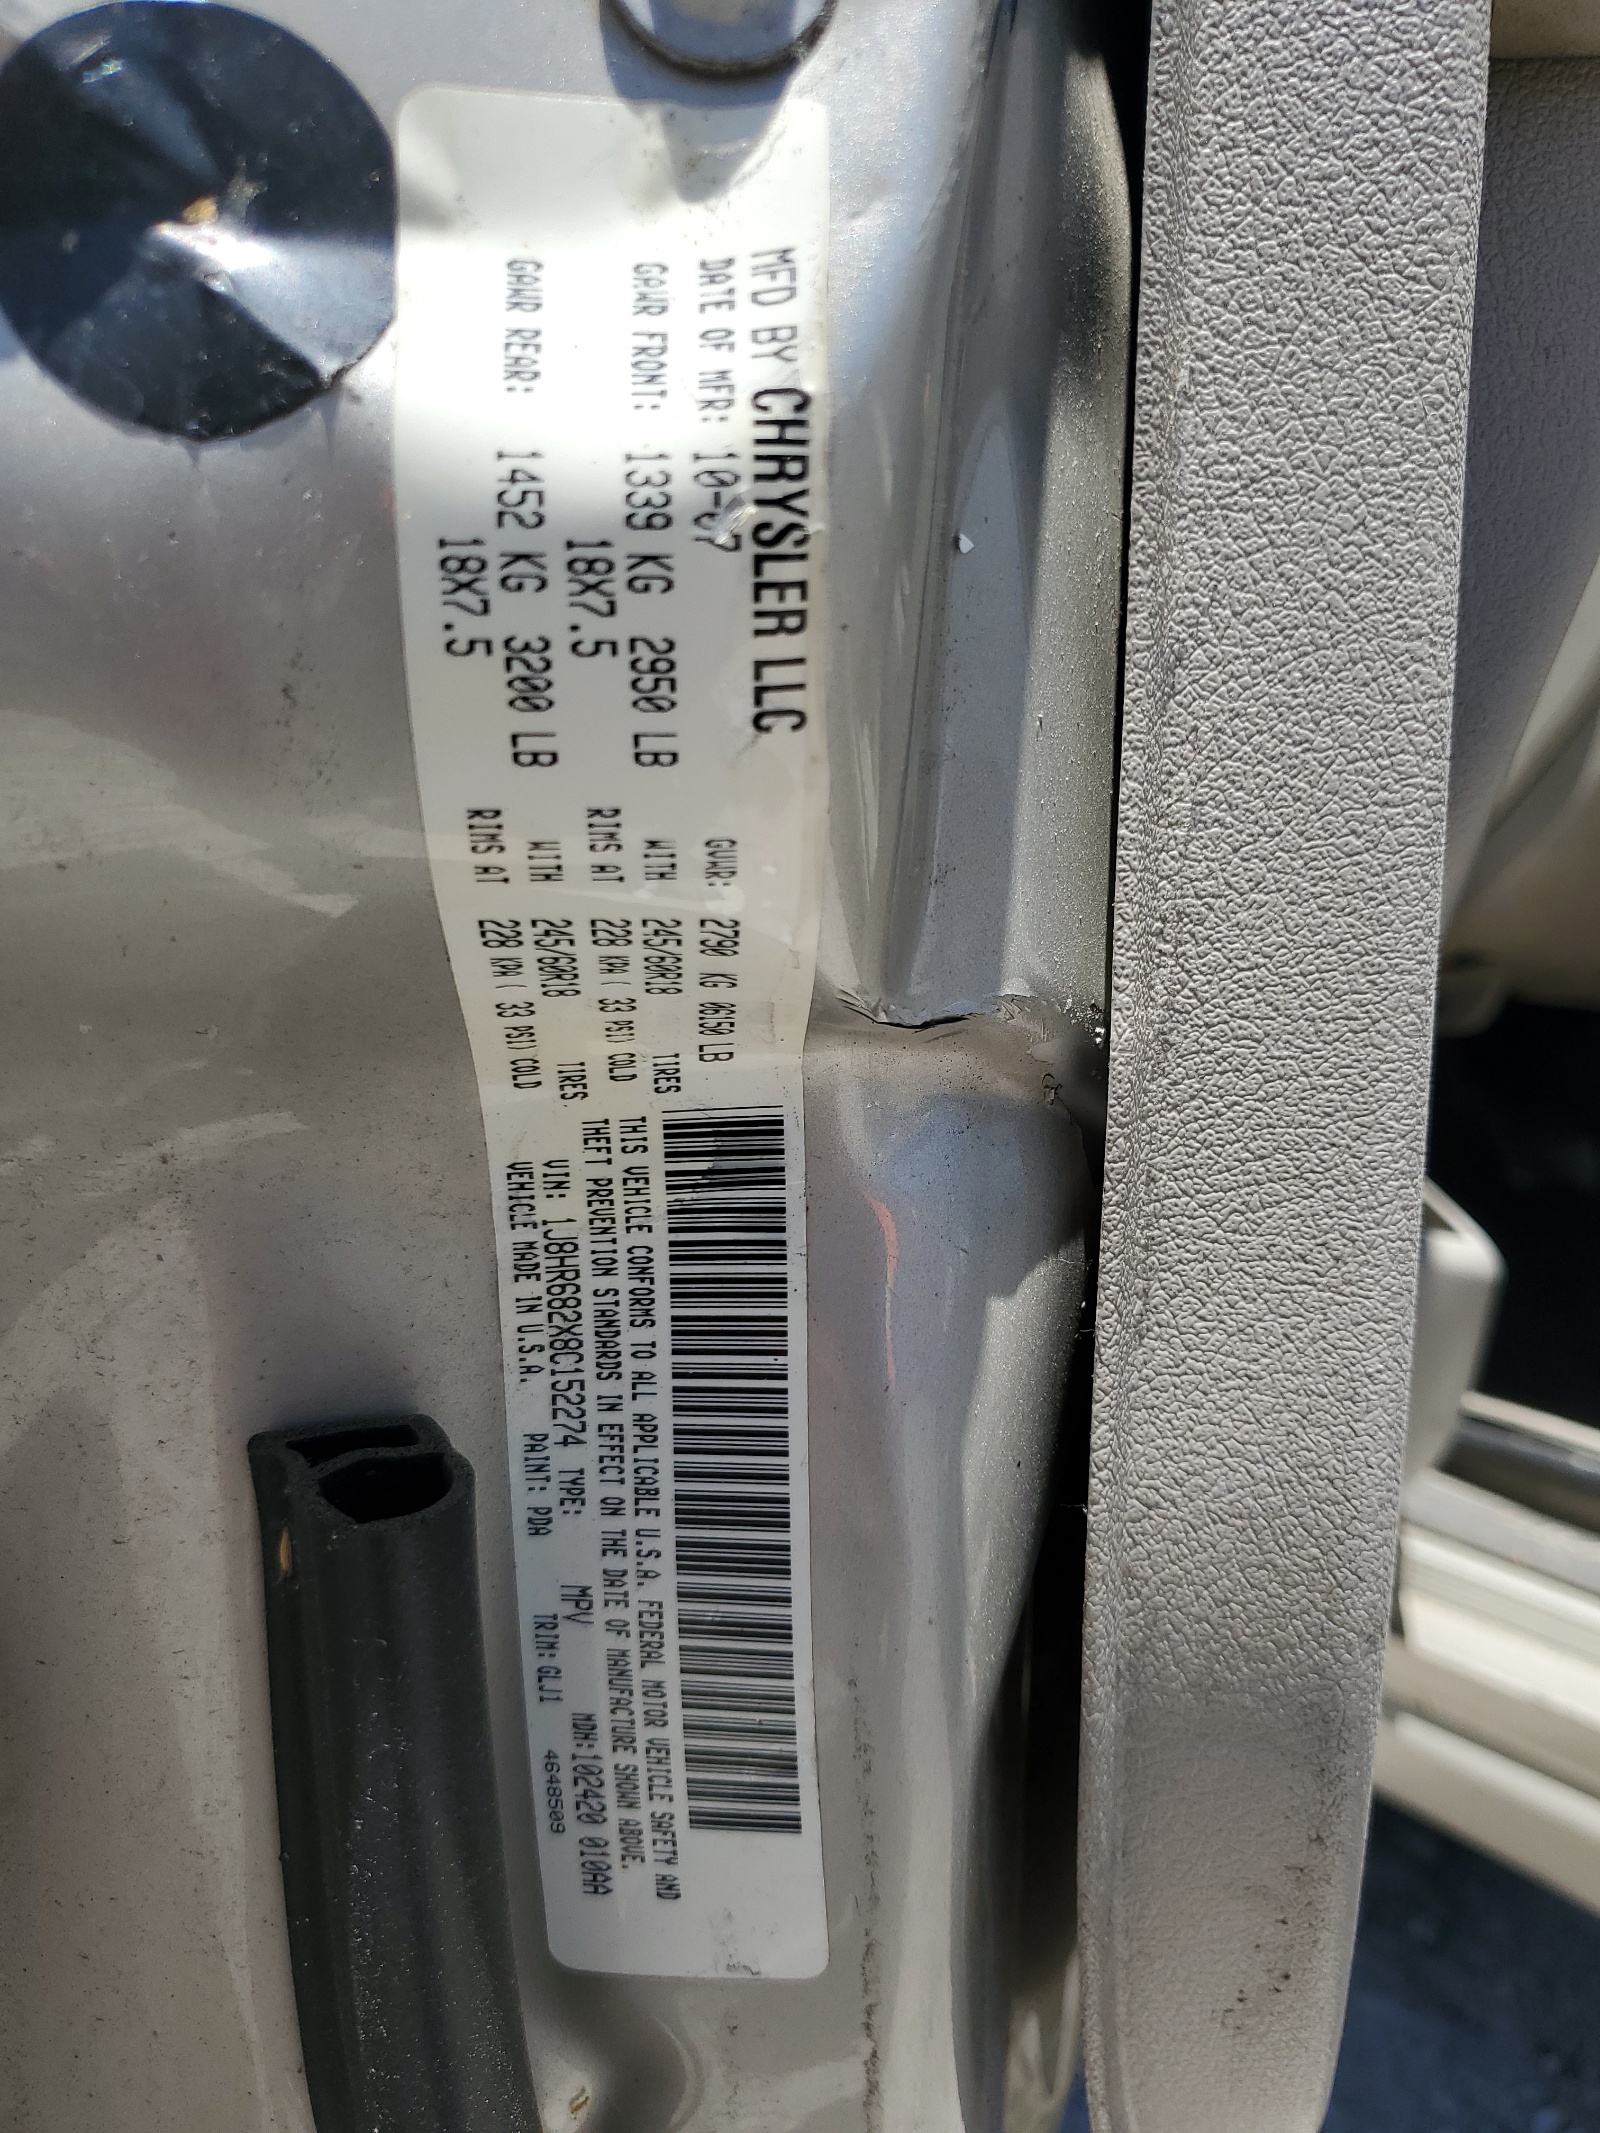 MFD BY CHRYSLER LLC
DATE OF MFR: 10-07 GVWR: 2790 KG 06150 LB
GAWR FRONT: 1339 KG 2950 LB WITH 245/60R18 TIRES
18X7.5 RIMS AT 228 KPA ( 33 PSI) COLD
GAWR REAR: 1452 KG 3200 LB WITH 245/60R18 TIRES
18X7.5 RIMS AT 228 KPA ( 33 PSI) COLD
THIS VEHICLE CONFORMS TO ALL APPLICABLE U.S.A. FEDERAL MOTOR VEHICLE SAFETY AND
THEFT PREVENTION STANDARDS IN EFFECT ON THE DATE OF MANUFACTURE SHOWN ABOVE.
VIN: 1J8HR682X8C152274 TYPE: MPV MDH:102420 010AA
VEHICLE MADE IN U.S.A. PAINT: PDA TRIM: GLJ1 4648509